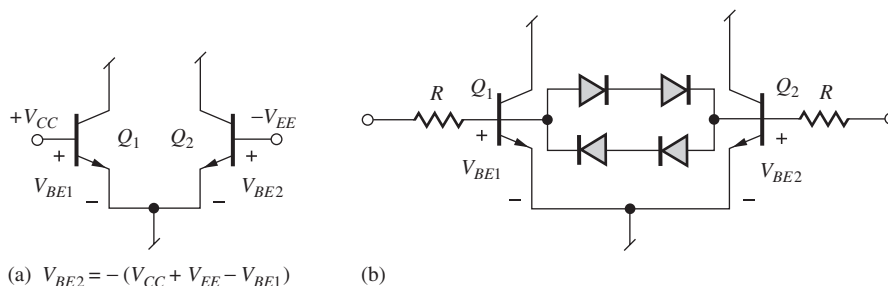 +V_CC
Q_1
Q_2
−V_EE
+
V_BE1
−
+
V_BE2
−
(a) V_BE2 = − (V_CC + V_EE − V_BE1)
R
Q_1
+
V_BE1
−
Q_2
R
+
V_BE2
−
(b)